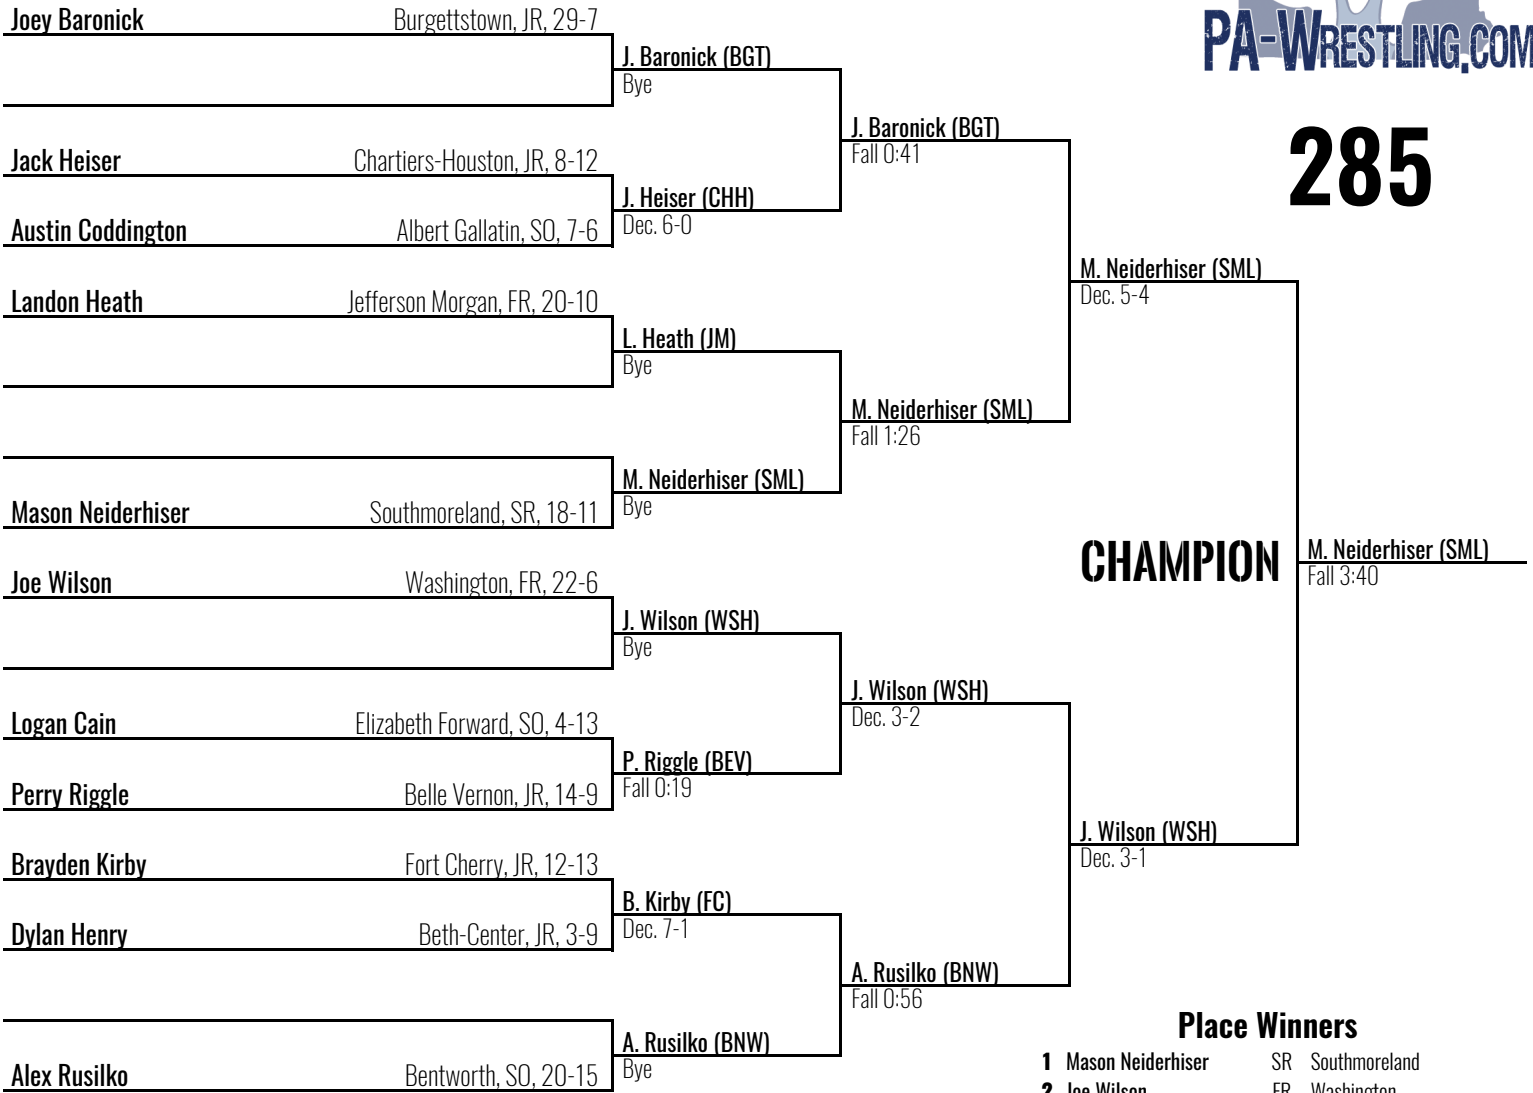 PA-WRESTLING.COM
285
Joey Baronick Burgettstown, JR, 29-7
Jack Heiser Chartiers-Houston, JR, 8-12
Austin Coddington Albert Gallatin, SO, 7-6
Landon Heath Jefferson Morgan, FR, 20-10
Mason Neiderhiser Southmoreland, SR, 18-11
Joe Wilson Washington, FR, 22-6
Logan Cain Elizabeth Forward, SO, 4-13
Perry Riggle Belle Vernon, JR, 14-9
Brayden Kirby Fort Cherry, JR, 12-13
Dylan Henry Beth-Center, JR, 3-9
Alex Rusilko Bentworth, SO, 20-15
J. Baronick (BGT)
Bye
J. Heiser (CHH)
Dec. 6-0
L. Heath (JM)
Bye
M. Neiderhiser (SML)
Bye
J. Wilson (WSH)
Bye
P. Riggle (BEV)
Fall 0:19
B. Kirby (FC)
Dec. 7-1
A. Rusilko (BNW)
Bye
J. Baronick (BGT)
Fall 0:41
M. Neiderhiser (SML)
Fall 1:26
J. Wilson (WSH)
Dec. 3-2
A. Rusilko (BNW)
Fall 0:56
M. Neiderhiser (SML)
Dec. 5-4
J. Wilson (WSH)
Dec. 3-1
CHAMPION
M. Neiderhiser (SML)
Fall 3:40
Place Winners
1 Mason Neiderhiser SR Southmoreland
2 Joe Wilson FR Washington